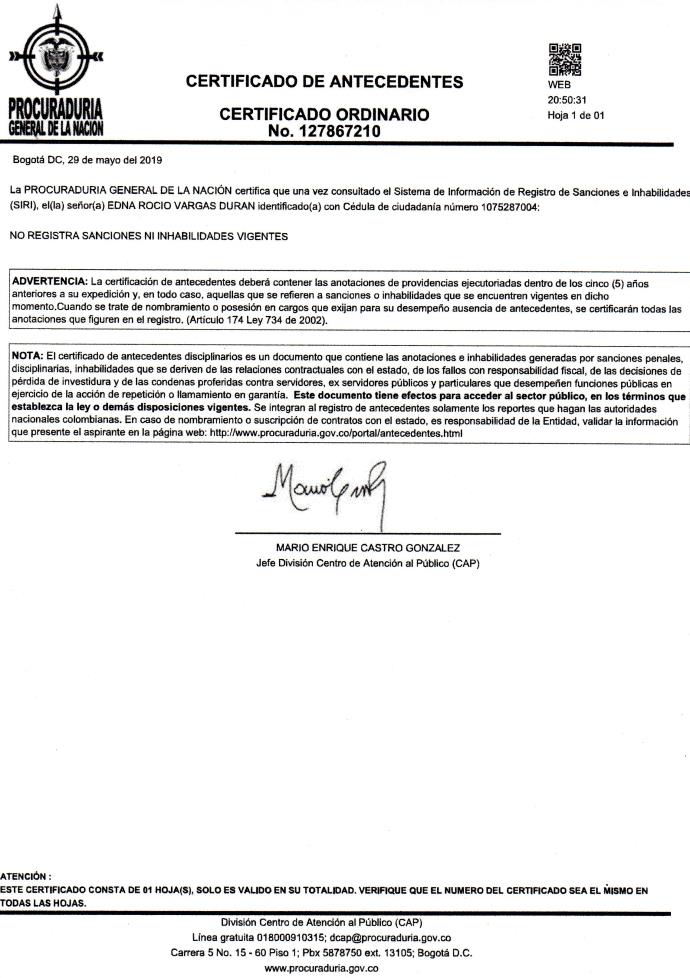 PROCURADURIA
GENERAL DE LA NACION
CERTIFICADO DE ANTECEDENTES
CERTIFICADO ORDINARIO
No. 127867210
WEB
20:50:31
Hoja 1 de 01
Bogotá DC, 29 de mayo del 2019
La PROCURADURIA GENERAL DE LA NACIÓN certifica que una vez consultado el Sistema de Información de Registro de Sanciones e Inhabilidades
(SIRI), el(la) señor(a) EDNA ROCIO VARGAS DURAN identificado(a) con Cédula de ciudadanía número 1075287004:
NO REGISTRA SANCIONES NI INHABILIDADES VIGENTES
ADVERTENCIA: La certificación de antecedentes deberá contener las anotaciones de providencias ejecutoriadas dentro de los cinco (5) años
anteriores a su expedición y, en todo caso, aquellas que se refieren a sanciones o inhabilidades que se encuentren vigentes en dicho
momento.Cuando se trate de nombramiento o posesión en cargos que exijan para su desempeño ausencia de antecedentes, se certificarán todas las
anotaciones que figuren en el registro. (Artículo 174 Ley 734 de 2002).
NOTA: El certificado de antecedentes disciplinarios es un documento que contiene las anotaciones e inhabilidades generadas por sanciones penales,
disciplinarias, inhabilidades que se deriven de las relaciones contractuales con el estado, de los fallos con responsabilidad fiscal, de las decisiones de
pérdida de investidura y de las condenas proferidas contra servidores, ex servidores públicos y particulares que desempeñen funciones públicas en
ejercicio de la acción de repetición o llamamiento en garantía. Este documento tiene efectos para acceder al sector público, en los términos que
establezca la ley o demás disposiciones vigentes. Se integran al registro de antecedentes solamente los reportes que hagan las autoridades
nacionales colombianas. En caso de nombramiento o suscripción de contratos con el estado, es responsabilidad de la Entidad, validar la información
que presente el aspirante en la página web: http://www.procuraduria.gov.co/portal/antecedentes.html
MARIO ENRIQUE CASTRO GONZALEZ
Jefe División Centro de Atención al Público (CAP)
ATENCIÓN :
ESTE CERTIFICADO CONSTA DE 01 HOJA(S), SOLO ES VALIDO EN SU TOTALIDAD. VERIFIQUE QUE EL NUMERO DEL CERTIFICADO SEA EL MISMO EN
TODAS LAS HOJAS.
División Centro de Atención al Público (CAP)
Línea gratuita 018000910315; dcap@procuraduria.gov.co
Carrera 5 No. 15 - 60 Piso 1; Pbx 5878750 ext. 13105; Bogotá D.C.
www.procuraduria.gov.co